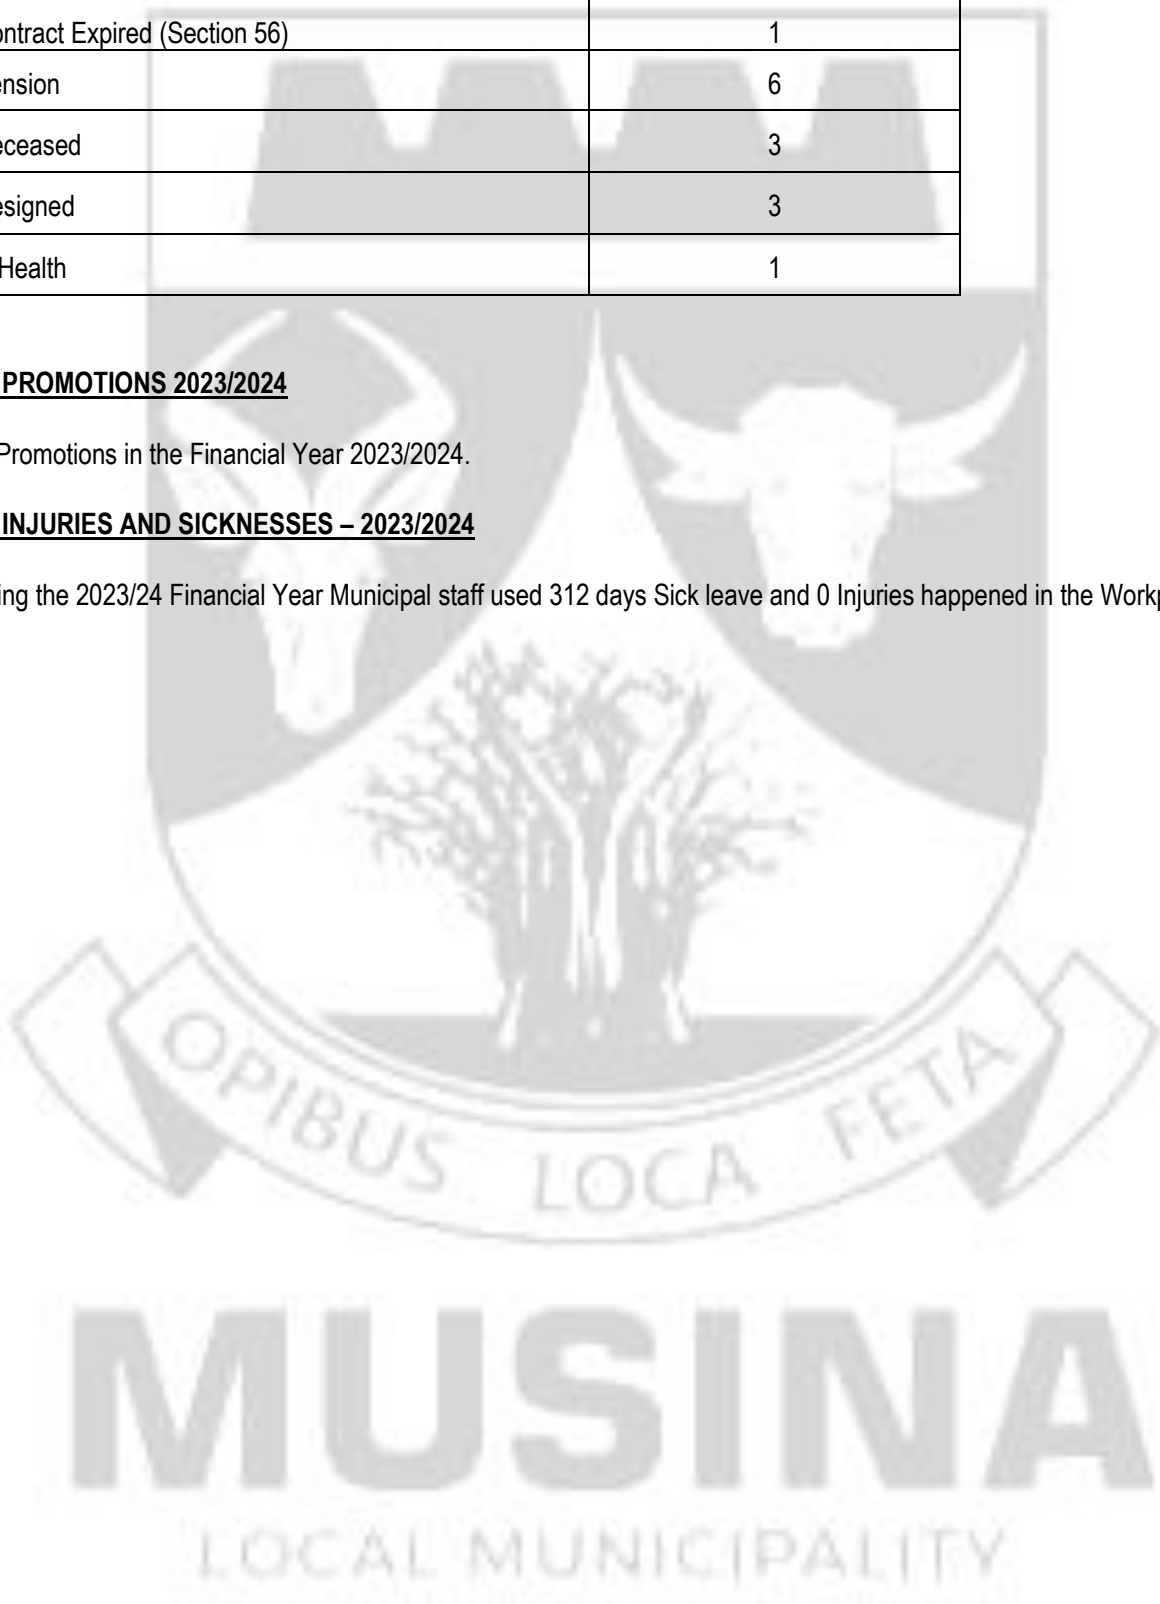 ontract Expired (Section 56) 1
ension 6
eceased 3
esigned 3
Health 1
PROMOTIONS 2023/2024
Promotions in the Financial Year 2023/2024.
INJURIES AND SICKNESSES – 2023/2024
ing the 2023/24 Financial Year Municipal staff used 312 days Sick leave and 0 Injuries happened in the Workp
OPIBUS LOCA FETA
MUSINA
LOCAL MUNICIPALITY